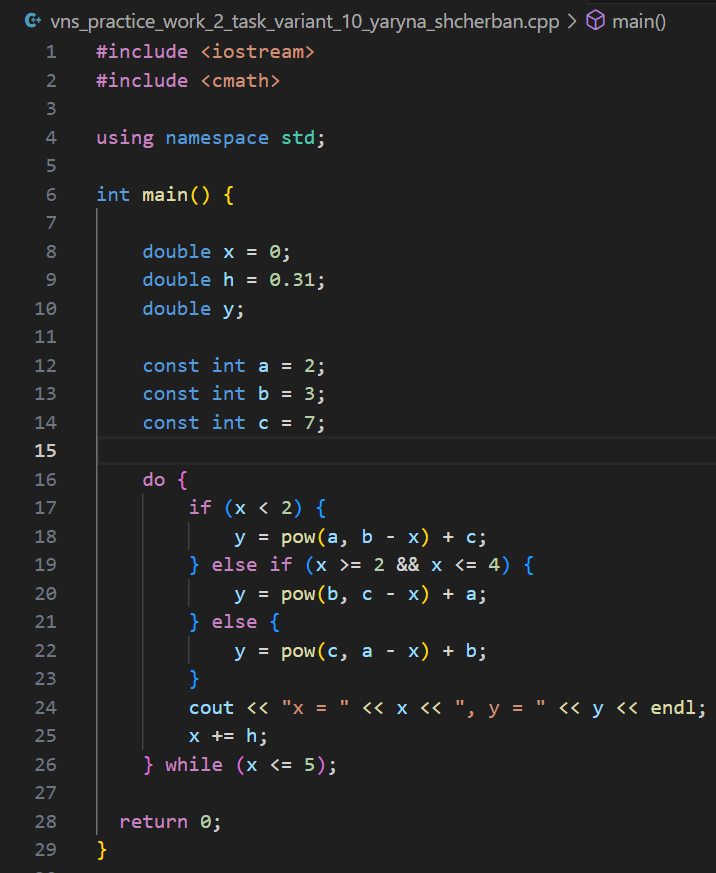 vns_practice_work_2_task_variant_10_yaryna_shcherban.cpp > main()
1 #include <iostream>
2 #include <cmath>
3
4 using namespace std;
5
6 int main() {
7
8 double x = 0;
9 double h = 0.31;
10 double y;
11
12 const int a = 2;
13 const int b = 3;
14 const int c = 7;
15
16 do {
17 if (x < 2) {
18 y = pow(a, b - x) + c;
19 } else if (x >= 2 && x <= 4) {
20 y = pow(b, c - x) + a;
21 } else {
22 y = pow(c, a - x) + b;
23 }
24 cout << "x = " << x << ", y = " << y << endl;
25 x += h;
26 } while (x <= 5);
27
28 return 0;
29 }